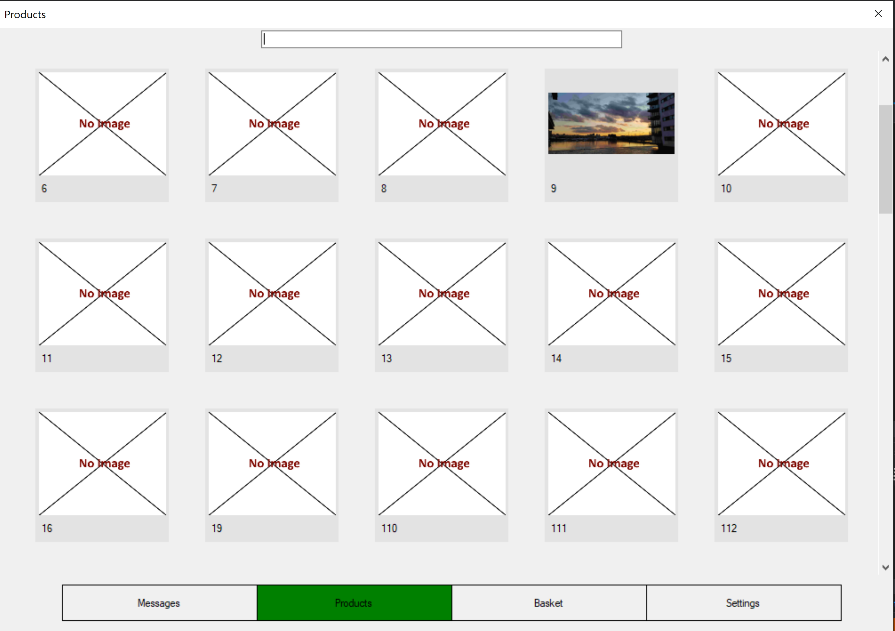 Products
No Image No Image No Image No Image
6 7 8 9 10
No Image No Image No Image No Image No Image
11 12 13 14 15
No Image No Image No Image No Image No Image
16 19 110 111 112
Messages Products Basket Settings